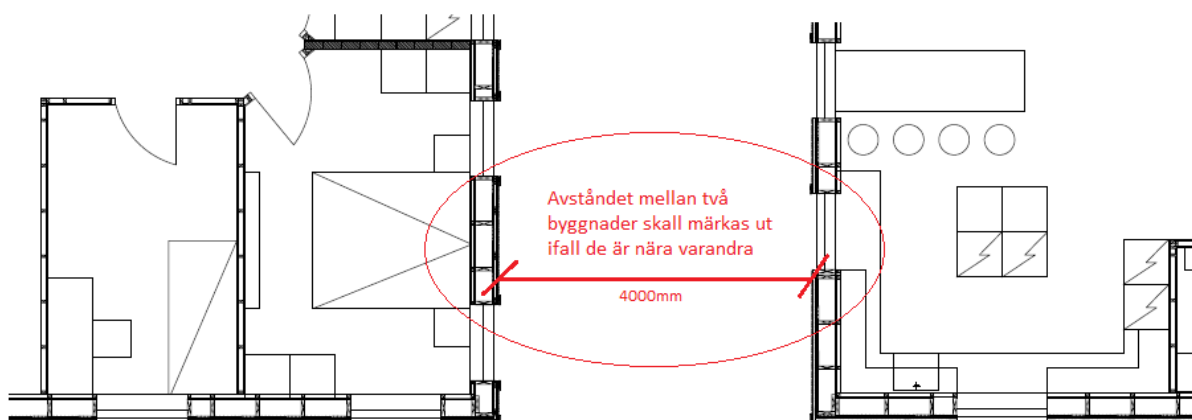 Avståndet mellan två
byggnader skall märkas ut
ifall de är nära varandra
4000mm